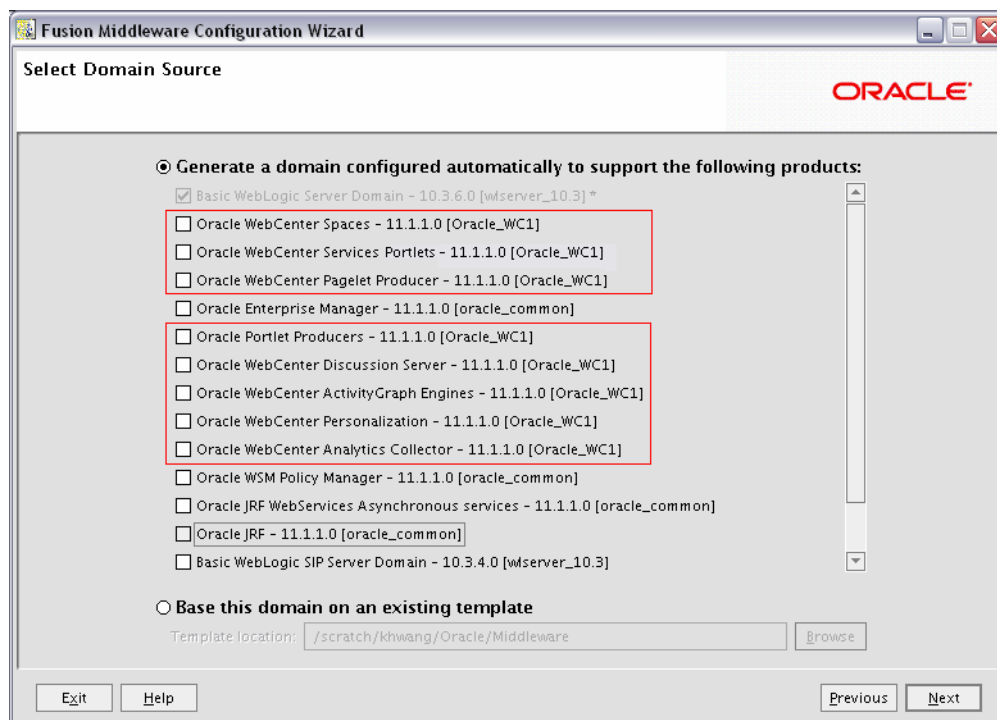 Fusion Middleware Configuration Wizard
Select Domain Source
ORACLE
Generate a domain configured automatically to support the following products:
Basic WebLogic Server Domain - 10.3.6.0 [wlserver_10.3] *
Oracle WebCenter Spaces - 11.1.1.0 [Oracle_WC1]
Oracle WebCenter Services Portlets - 11.1.1.0 [Oracle_WC1]
Oracle WebCenter Pagelet Producer - 11.1.1.0 [Oracle_WC1]
Oracle Enterprise Manager - 11.1.1.0 [oracle_common]
Oracle Portlet Producers - 11.1.1.0 [Oracle_WC1]
Oracle WebCenter Discussion Server - 11.1.1.0 [Oracle_WC1]
Oracle WebCenter ActivityGraph Engines - 11.1.1.0 [Oracle_WC1]
Oracle WebCenter Personalization - 11.1.1.0 [Oracle_WC1]
Oracle WebCenter Analytics Collector - 11.1.1.0 [Oracle_WC1]
Oracle WSM Policy Manager - 11.1.1.0 [oracle_common]
Oracle JRF WebServices Asynchronous services - 11.1.1.0 [oracle_common]
Oracle JRF - 11.1.1.0 [oracle_common]
Basic WebLogic SIP Server Domain - 10.3.4.0 [wlserver_10.3]
Base this domain on an existing template
Template location: /scratch/khwang/Oracle/Middleware Browse
Exit Help Previous Next